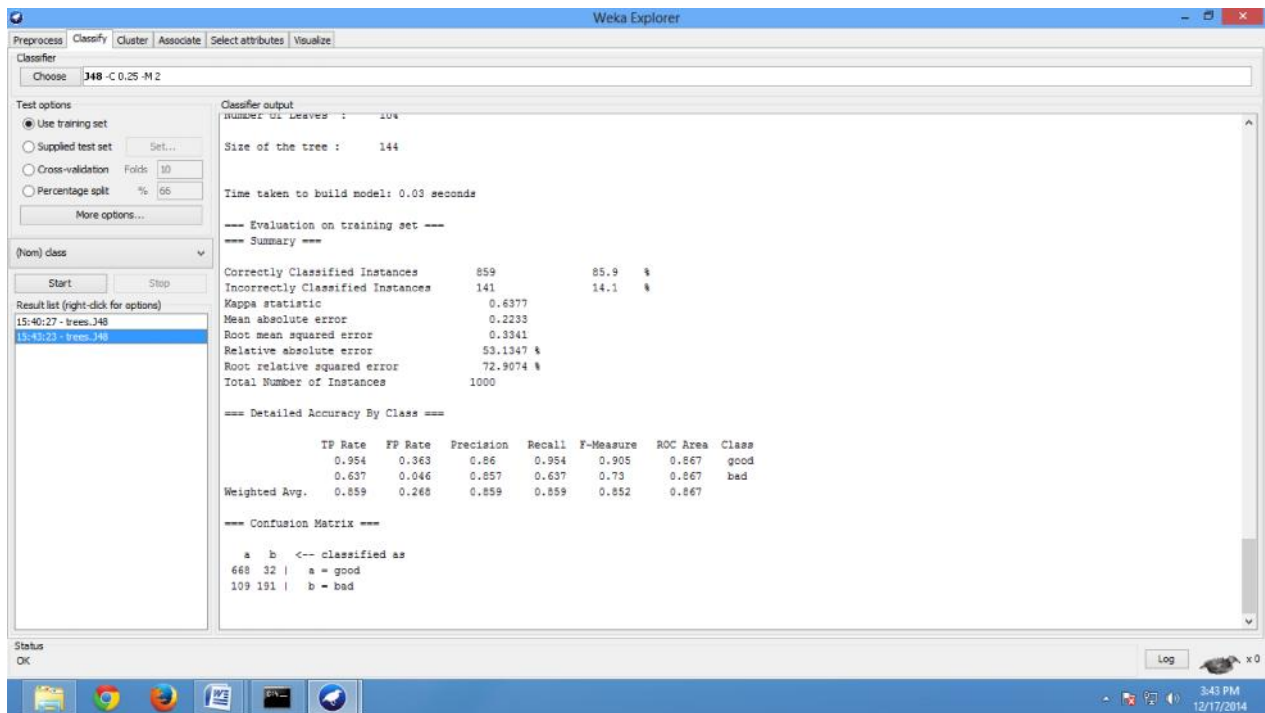 Weka Explorer
Preprocess Classify Cluster Associate Select attributes Visualize
Classifier
Choose J48 -C 0.25 -M 2
Test options
Use training set
Supplied test set Set...
Cross-validation Folds 10
Percentage split % 66
More options...
(Nom) class
Start Stop
Result list (right-click for options)
15:40:27 - trees.J48
15:43:23 - trees.J48
Classifier output
Number of Leaves :
Size of the tree : 144
Time taken to build model: 0.03 seconds
=== Evaluation on training set ===
=== Summary ===
Correctly Classified Instances 859 85.9 %
Incorrectly Classified Instances 141 14.1 %
Kappa statistic 0.6377
Mean absolute error 0.2233
Root mean squared error 0.3341
Relative absolute error 53.1347 %
Root relative squared error 72.9074 %
Total Number of Instances 1000
=== Detailed Accuracy By Class ===
TP Rate FP Rate Precision Recall F-Measure ROC Area Class
0.954 0.363 0.86 0.954 0.905 0.867 good
0.637 0.046 0.857 0.637 0.73 0.867 bad
Weighted Avg. 0.859 0.268 0.859 0.859 0.852 0.867
=== Confusion Matrix ===
a b <-- classified as
668 32 | a = good
109 191 | b = bad
Status
OK
Log x 0
3:43 PM
12/17/2014